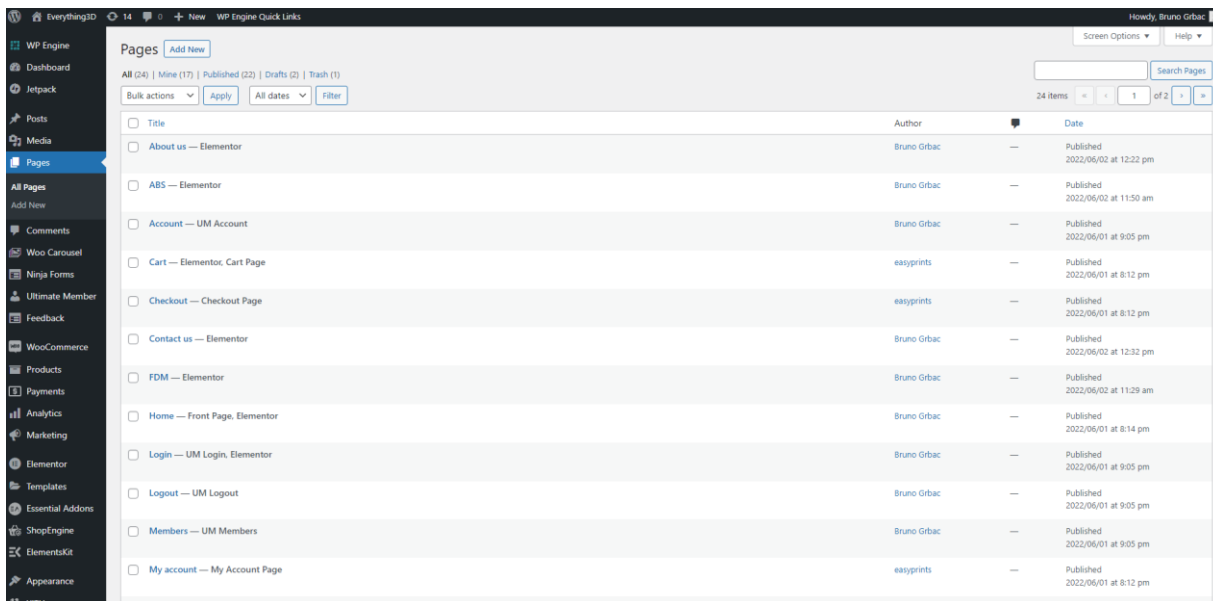 Everything3D 14 0 New WP Engine Quick Links Howdy, Bruno Grbac
WP Engine
Dashboard
Jetpack
Posts
Media
Pages
All Pages
Add New
Comments
Woo Carousel
Ninja Forms
Ultimate Member
Feedback
WooCommerce
Products
Payments
Analytics
Marketing
Elementor
Templates
Essential Addons
ShopEngine
ElementsKit
Appearance
Screen Options ▼ Help ▼
Pages Add New
All (24) | Mine (17) | Published (22) | Drafts (2) | Trash (1)
Search Pages
Bulk actions Apply All dates Filter 24 items « ‹ 1 of 2 › »
Title Author Date
About us — Elementor Bruno Grbac — Published
2022/06/02 at 12:22 pm
ABS — Elementor Bruno Grbac — Published
2022/06/02 at 11:50 am
Account — UM Account Bruno Grbac — Published
2022/06/01 at 9:05 pm
Cart — Elementor, Cart Page easyprints — Published
2022/06/01 at 8:12 pm
Checkout — Checkout Page easyprints — Published
2022/06/01 at 8:12 pm
Contact us — Elementor Bruno Grbac — Published
2022/06/02 at 12:32 pm
FDM — Elementor Bruno Grbac — Published
2022/06/02 at 11:29 am
Home — Front Page, Elementor Bruno Grbac — Published
2022/06/01 at 8:14 pm
Login — UM Login, Elementor Bruno Grbac — Published
2022/06/01 at 9:05 pm
Logout — UM Logout Bruno Grbac — Published
2022/06/01 at 9:05 pm
Members — UM Members Bruno Grbac — Published
2022/06/01 at 9:05 pm
My account — My Account Page easyprints — Published
2022/06/01 at 8:12 pm